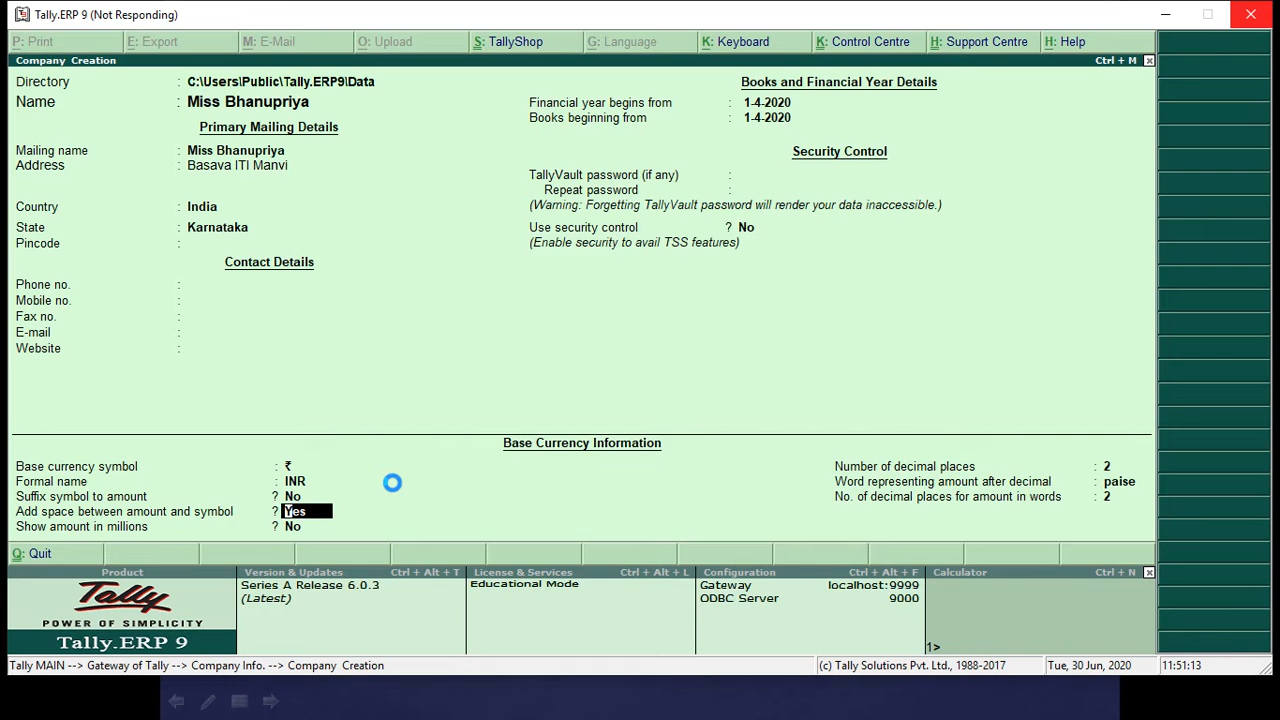 Tally.ERP 9 (Not Responding)
P: Print E: Export M: E-Mail O: Upload S: TallyShop G: Language K: Keyboard K: Control Centre H: Support Centre H: Help
Company Creation Ctrl + M
Directory : C:\Users\Public\Tally.ERP9\Data
Name : Miss Bhanupriya
Primary Mailing Details
Mailing name : Miss Bhanupriya
Address : Basava ITI Manvi
Country : India
State : Karnataka
Pincode :
Contact Details
Phone no. :
Mobile no. :
Fax no. :
E-mail :
Website :
Books and Financial Year Details
Financial year begins from : 1-4-2020
Books beginning from : 1-4-2020
Security Control
TallyVault password (if any) :
Repeat password :
(Warning: Forgetting TallyVault password will render your data inaccessible.)
Use security control ? No
(Enable security to avail TSS features)
Base Currency Information
Base currency symbol : ₹
Formal name : INR
Suffix symbol to amount ? No
Add space between amount and symbol ? Yes
Show amount in millions ? No
Number of decimal places : 2
Word representing amount after decimal : paise
No. of decimal places for amount in words : 2
Q: Quit
Product
Tally
POWER OF SIMPLICITY
Tally.ERP 9
Version & Updates Ctrl + Alt + T
Series A Release 6.0.3
(Latest)
License & Services Ctrl + Alt + L
Educational Mode
Configuration Ctrl + Alt + F
Gateway localhost:9999
ODBC Server 9000
Calculator Ctrl + N
1>
Tally MAIN --> Gateway of Tally --> Company Info. --> Company Creation (c) Tally Solutions Pvt. Ltd., 1988-2017 Tue, 30 Jun, 2020 11:51:13